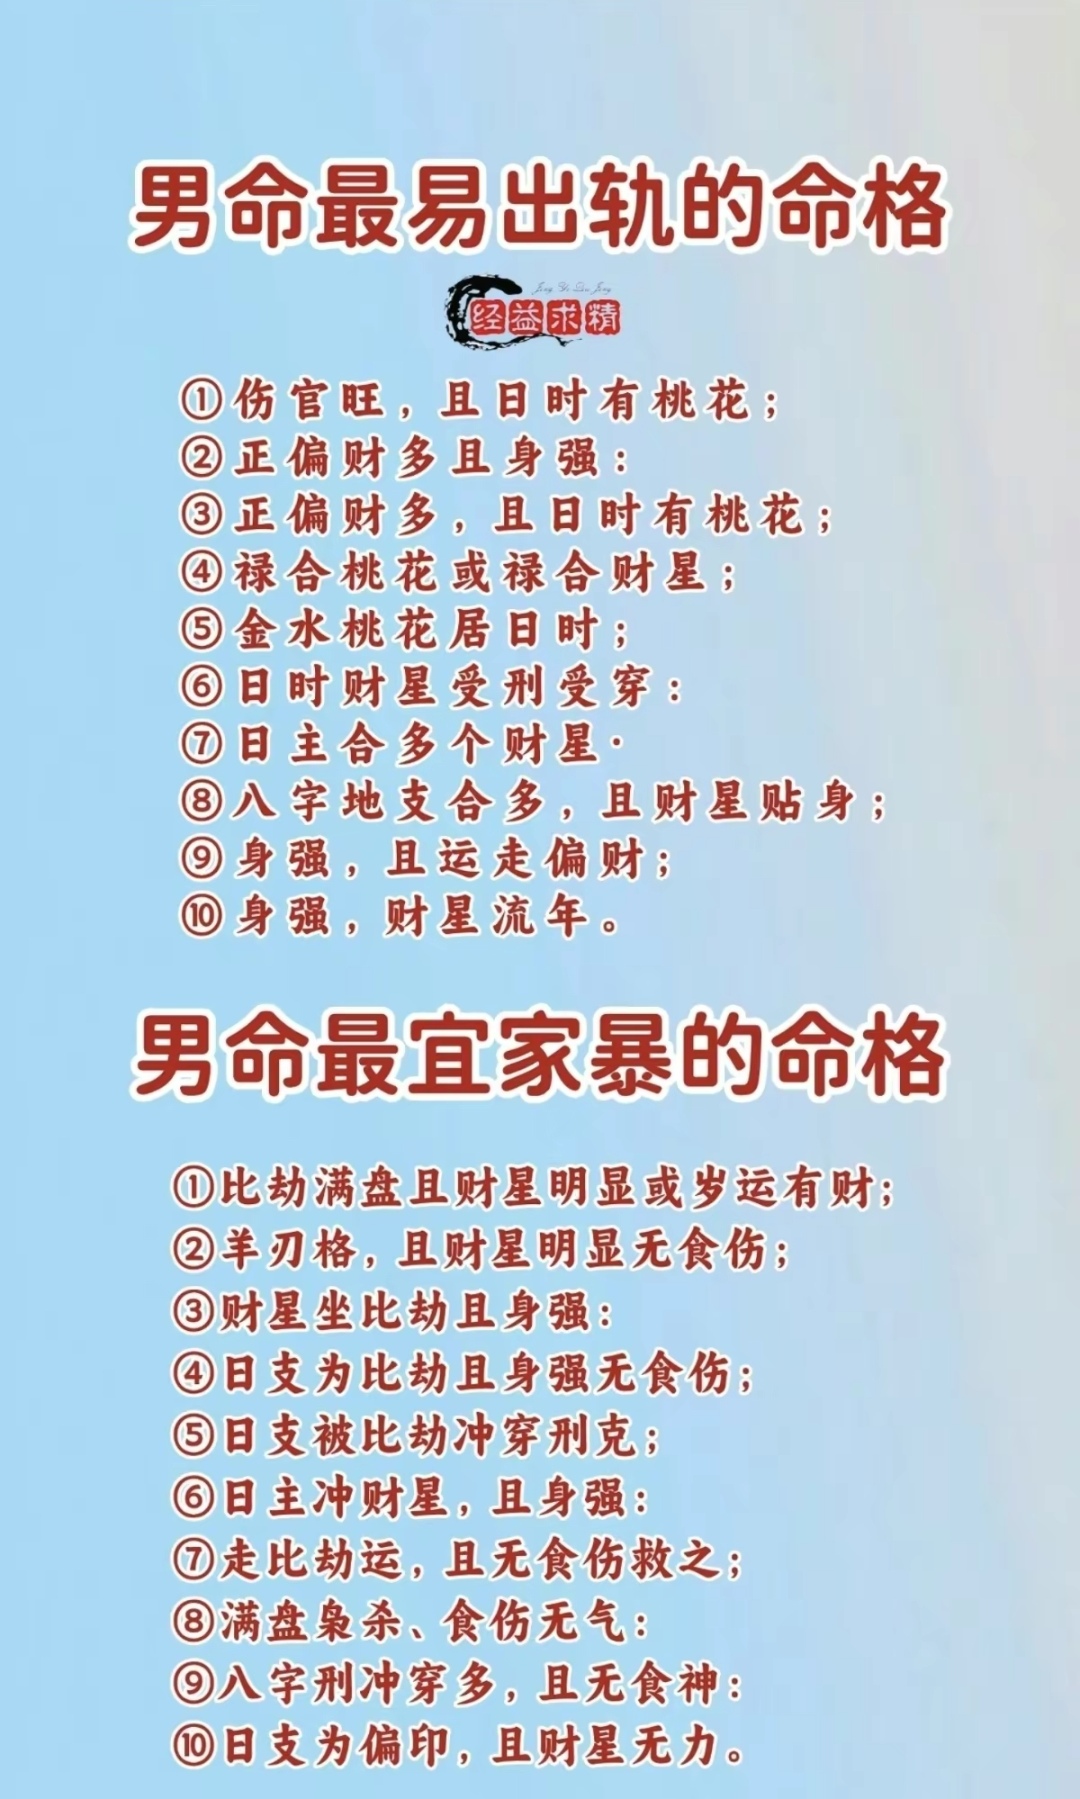 男命最易出轨的命格
Jing Yi Qiu Jing
经益求精
①伤官旺，且日时有桃花；
②正偏财多且身强：
③正偏财多，且日时有桃花；
④禄合桃花或禄合财星；
⑤金水桃花居日时；
⑥日时财星受刑受穿：
⑦日主合多个财星·
⑧八字地支合多，且财星贴身；
⑨身强，且运走偏财；
⑩身强，财星流年。
男命最宜家暴的命格
①比劫满盘且财星明显或岁运有财；
②羊刃格，且财星明显无食伤；
③财星坐比劫且身强：
④日支为比劫且身强无食伤；
⑤日支被比劫冲穿刑克；
⑥日主冲财星，且身强：
⑦走比劫运，且无食伤救之；
⑧满盘枭杀、食伤无气：
⑨八字刑冲穿多，且无食神：
⑩日支为偏印，且财星无力。